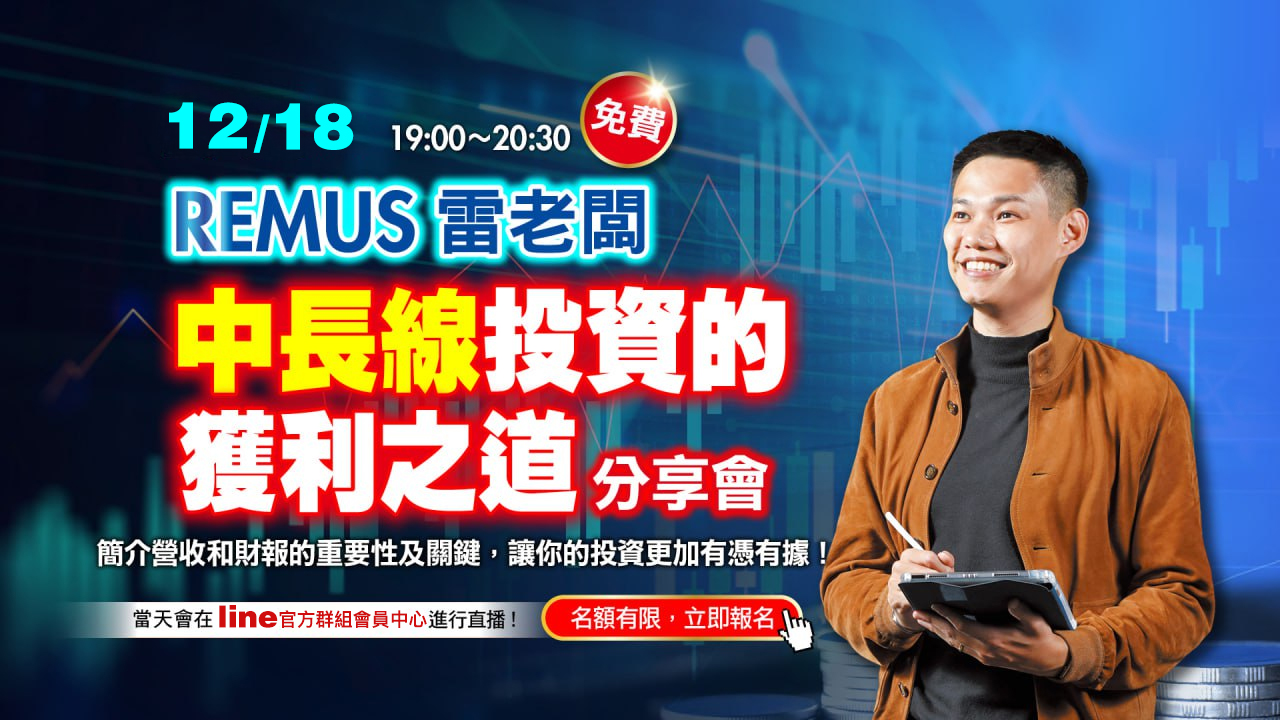 12/18 19:00~20:30 免費
REMUS 雷老闆
中長線投資的
獲利之道 分享會
簡介營收和財報的重要性及關鍵，讓你的投資更加有憑有據！
當天會在line官方群組會員中心進行直播！ 名額有限，立即報名